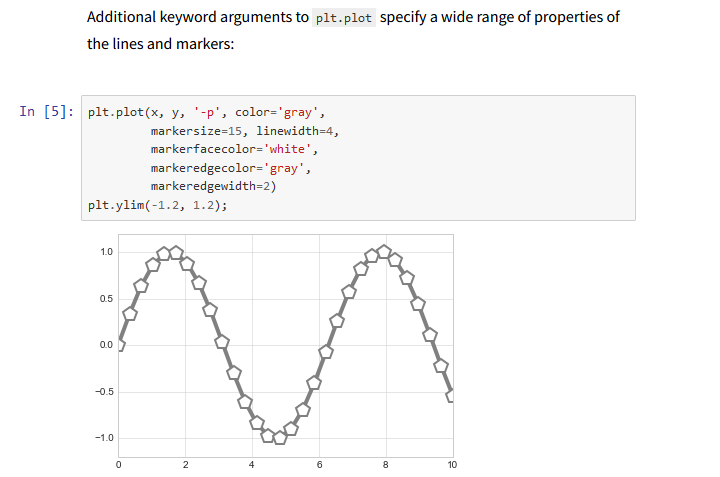 Additional keyword arguments to plt.plot specify a wide range of properties of
the lines and markers:
In [5]: plt.plot(x, y, '-p', color='gray',
markersize=15, linewidth=4,
markerfacecolor='white',
markeredgecolor='gray',
markeredgewidth=2)
plt.ylim(-1.2, 1.2);
1.0
0.5
0.0
−0.5
−1.0
0 2 4 6 8 10